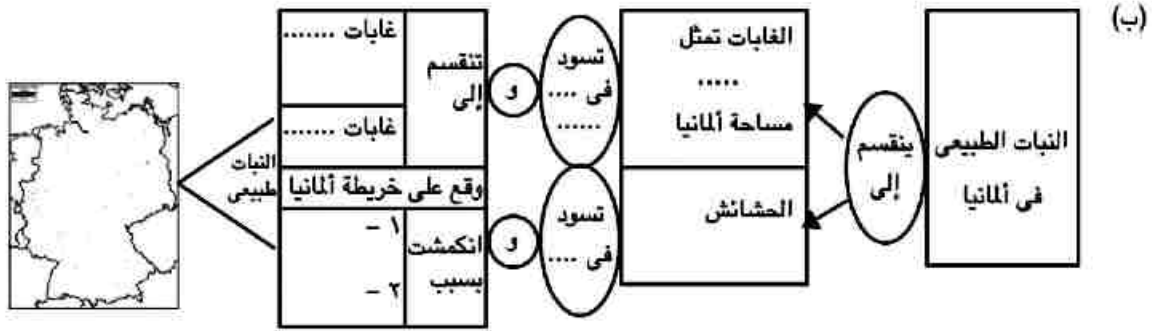 (ب)
النبات الطبيعى
فى ألمانيا
ينقسم
إلى
الغابات تمثل
.....
مساحة ألمانيا
الحشائش
تسود
فى ....
......
تسود
فى ....
و
و
تنقسم
إلى
غابات .......
غابات .......
وقع على خريطة ألمانيا
انكمشت
بسبب
١ -
٢ -
النبات
طبيعى